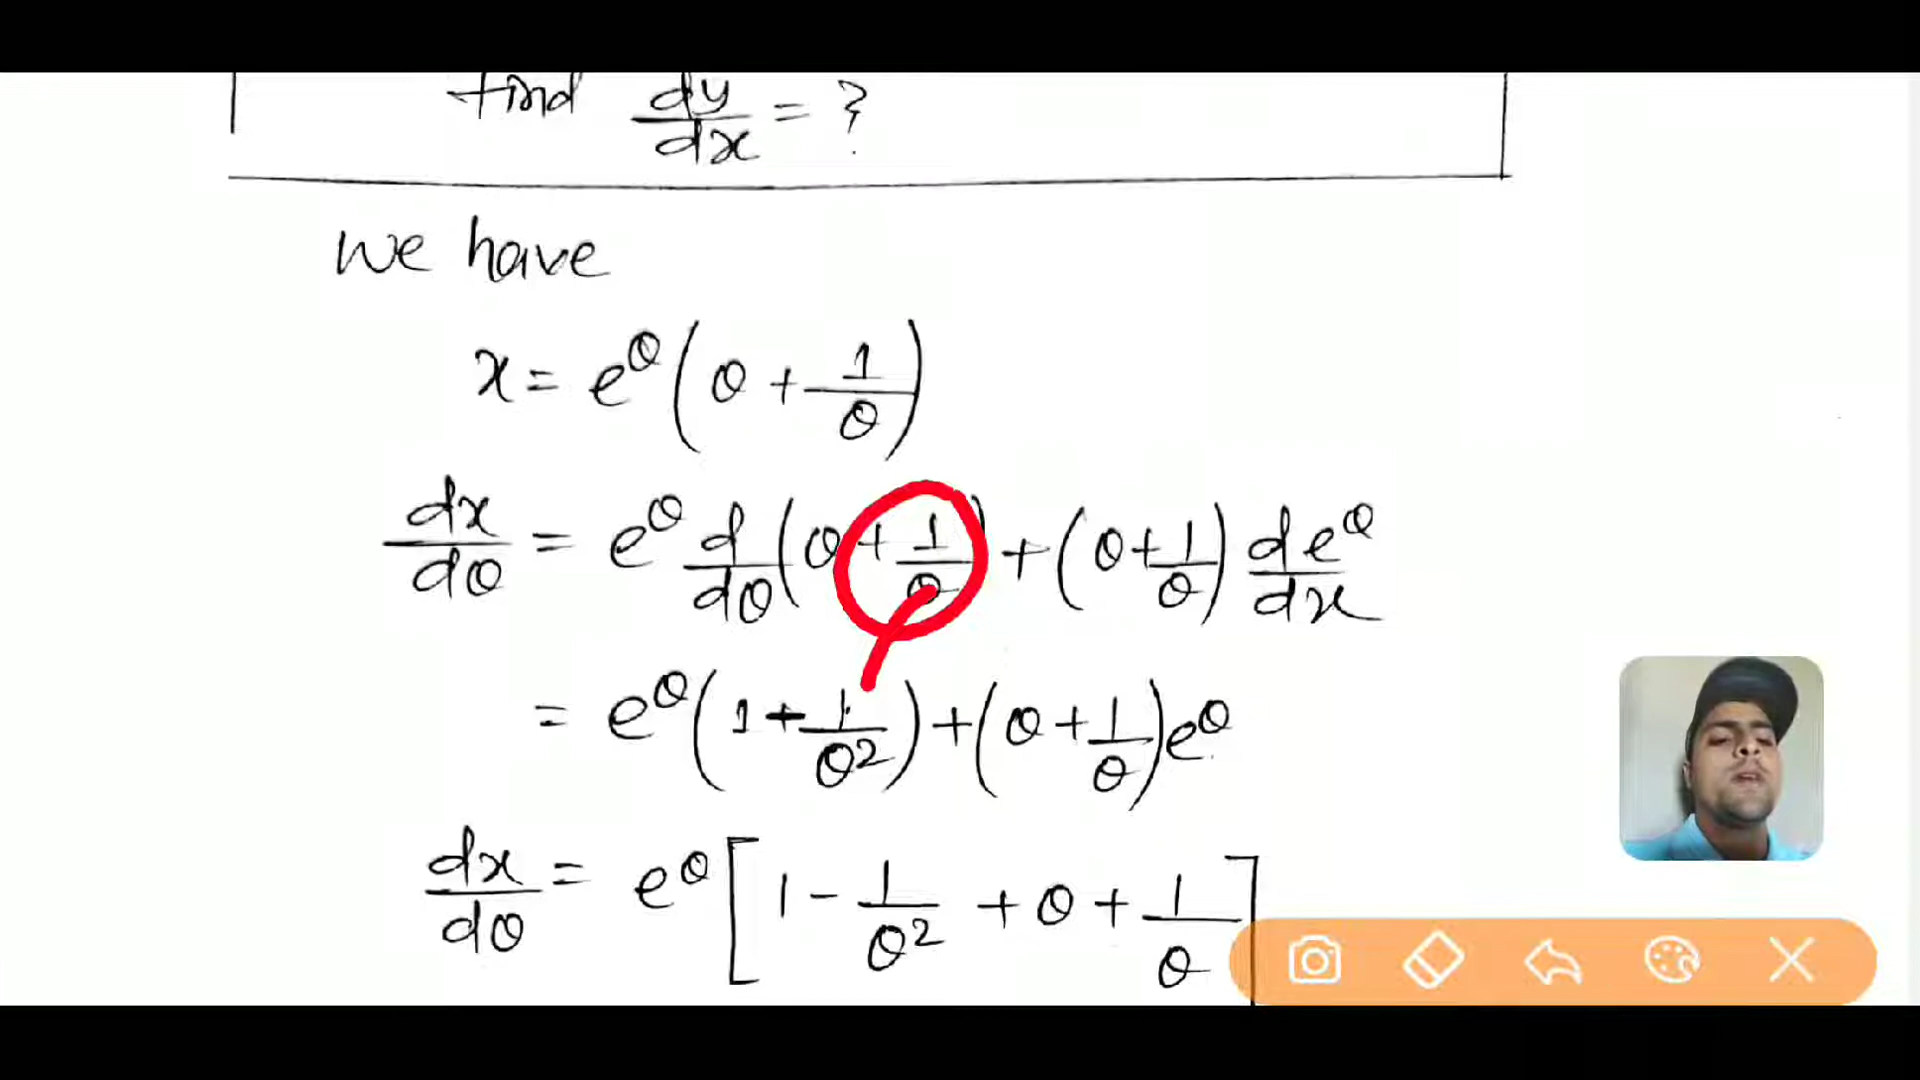 find dy/dx = ?
we have
x = e^θ (θ + 1/θ)
dx/dθ = e^θ d/dθ (θ + 1/θ) + (θ + 1/θ) de^θ/dx
= e^θ (1 + 1/θ²) + (θ + 1/θ) e^θ
dx/dθ = e^θ [1 - 1/θ² + θ + 1/θ]